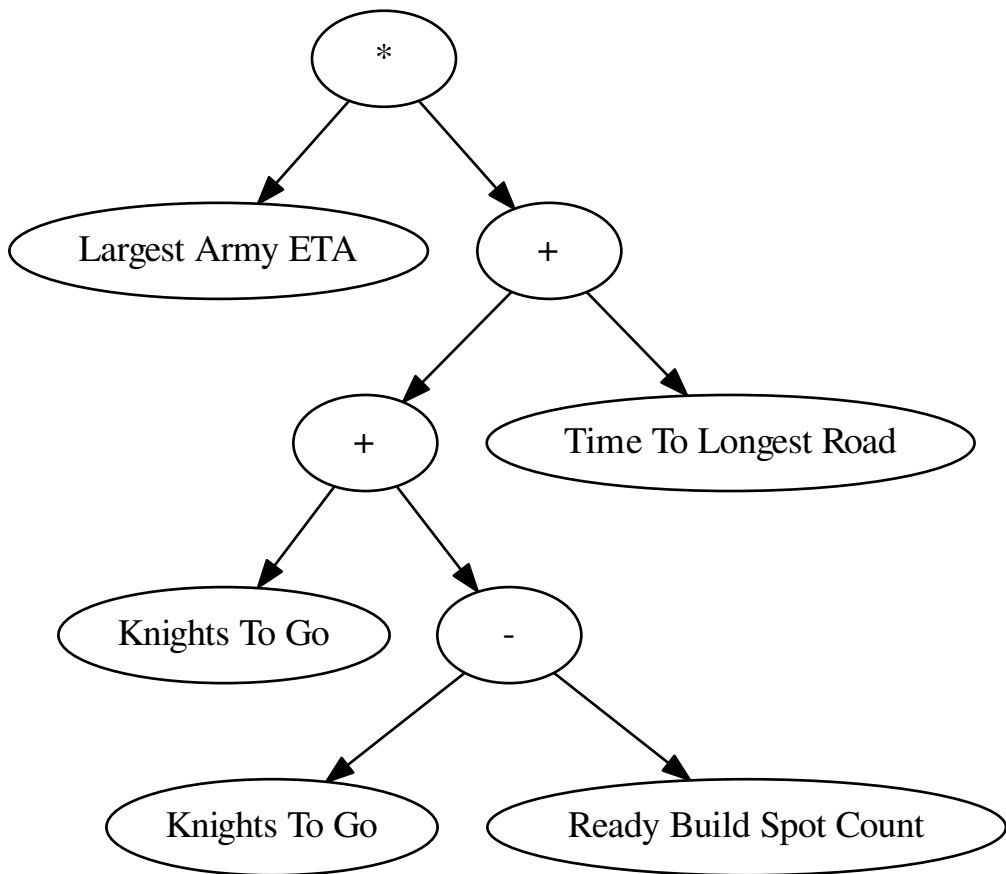 *
Largest Army ETA
+
+
Time To Longest Road
Knights To Go
-
Knights To Go
Ready Build Spot Count